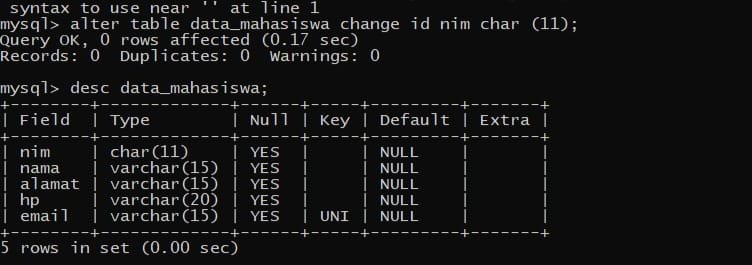 syntax to use near '' at line 1
mysql> alter table data_mahasiswa change id nim char (11);
Query OK, 0 rows affected (0.17 sec)
Records: 0  Duplicates: 0  Warnings: 0

mysql> desc data_mahasiswa;
+--------+-------------+------+-----+---------+-------+
| Field  | Type        | Null | Key | Default | Extra |
+--------+-------------+------+-----+---------+-------+
| nim    | char(11)    | YES  |     | NULL    |       |
| nama   | varchar(15) | YES  |     | NULL    |       |
| alamat | varchar(15) | YES  |     | NULL    |       |
| hp     | varchar(20) | YES  |     | NULL    |       |
| email  | varchar(15) | YES  | UNI | NULL    |       |
+--------+-------------+------+-----+---------+-------+
5 rows in set (0.00 sec)